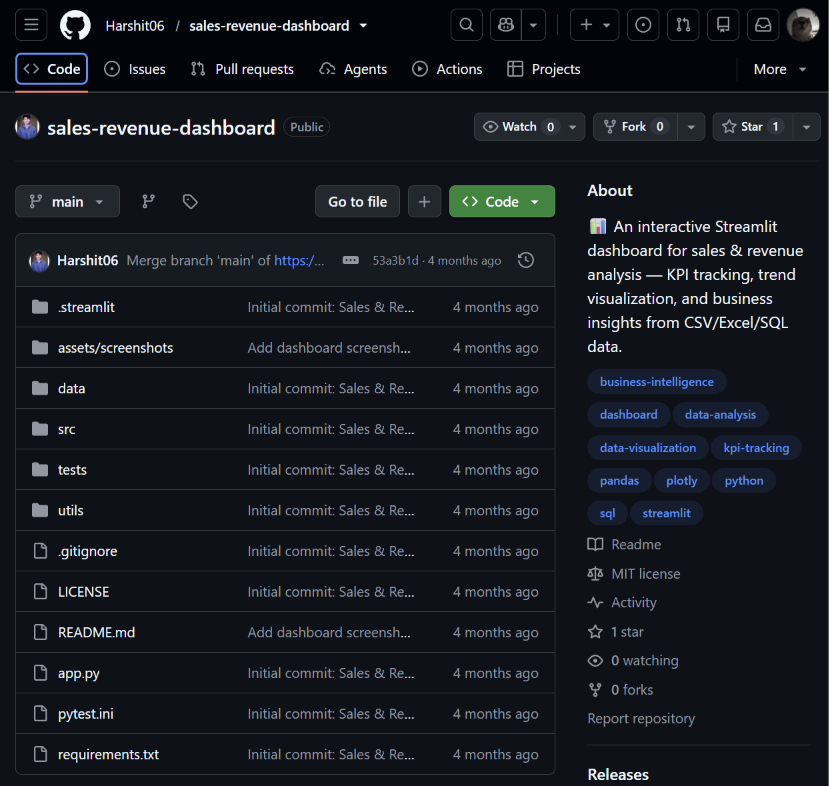 Harshit06 / sales-revenue-dashboard
Code Issues Pull requests Agents Actions Projects More
sales-revenue-dashboard Public
Watch 0 Fork 0 Star 1
main Go to file Code
Harshit06 Merge branch 'main' of https:/... 53a3b1d · 4 months ago
.streamlit Initial commit: Sales & Re... 4 months ago
assets/screenshots Add dashboard screensh... 4 months ago
data Initial commit: Sales & Re... 4 months ago
src Initial commit: Sales & Re... 4 months ago
tests Initial commit: Sales & Re... 4 months ago
utils Initial commit: Sales & Re... 4 months ago
.gitignore Initial commit: Sales & Re... 4 months ago
LICENSE Initial commit: Sales & Re... 4 months ago
README.md Add dashboard screensh... 4 months ago
app.py Initial commit: Sales & Re... 4 months ago
pytest.ini Initial commit: Sales & Re... 4 months ago
requirements.txt Initial commit: Sales & Re... 4 months ago
About
📊 An interactive Streamlit
dashboard for sales & revenue
analysis — KPI tracking, trend
visualization, and business
insights from CSV/Excel/SQL
data.
business-intelligence
dashboard data-analysis
data-visualization kpi-tracking
pandas plotly python
sql streamlit
Readme
MIT license
Activity
1 star
0 watching
0 forks
Report repository
Releases